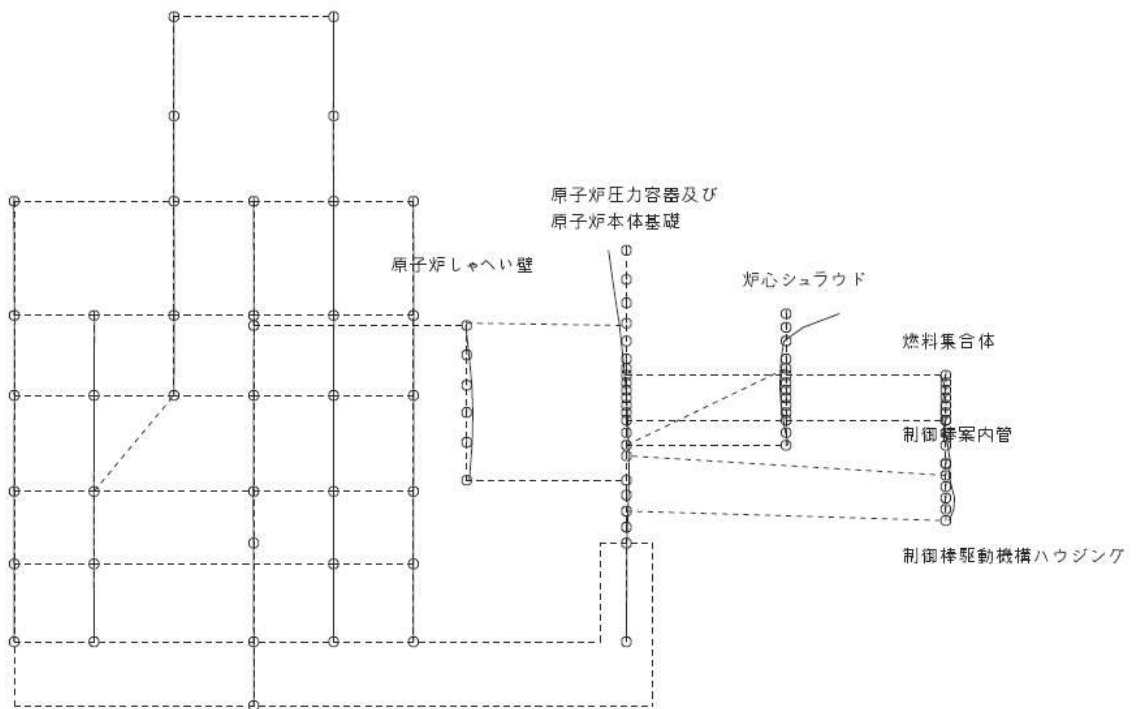 原子炉圧力容器及び
原子炉本体基礎
原子炉しゃへい壁
炉心シュラウド
燃料集合体
制御棒案内管
制御棒駆動機構ハウジング